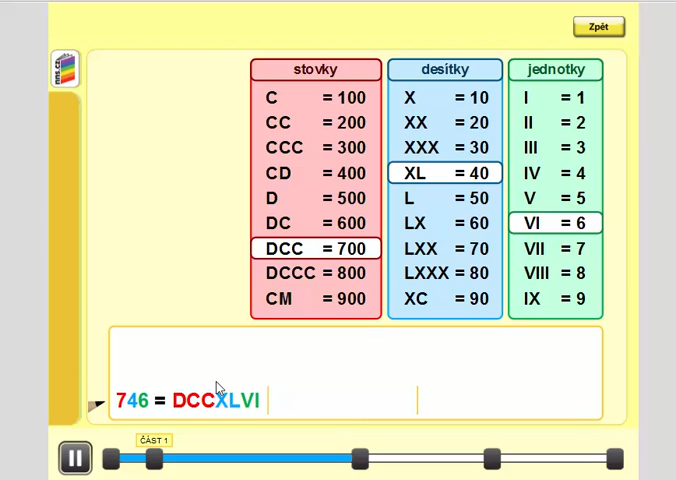 Zpět
nns.cz
stovky desítky jednotky
C = 100 X = 10 I = 1
CC = 200 XX = 20 II = 2
CCC = 300 XXX = 30 III = 3
CD = 400 XL = 40 IV = 4
D = 500 L = 50 V = 5
DC = 600 LX = 60 VI = 6
DCC = 700 LXX = 70 VII = 7
DCCC = 800 LXXX = 80 VIII = 8
CM = 900 XC = 90 IX = 9
746 = DCCXLVI
ČÁST 1